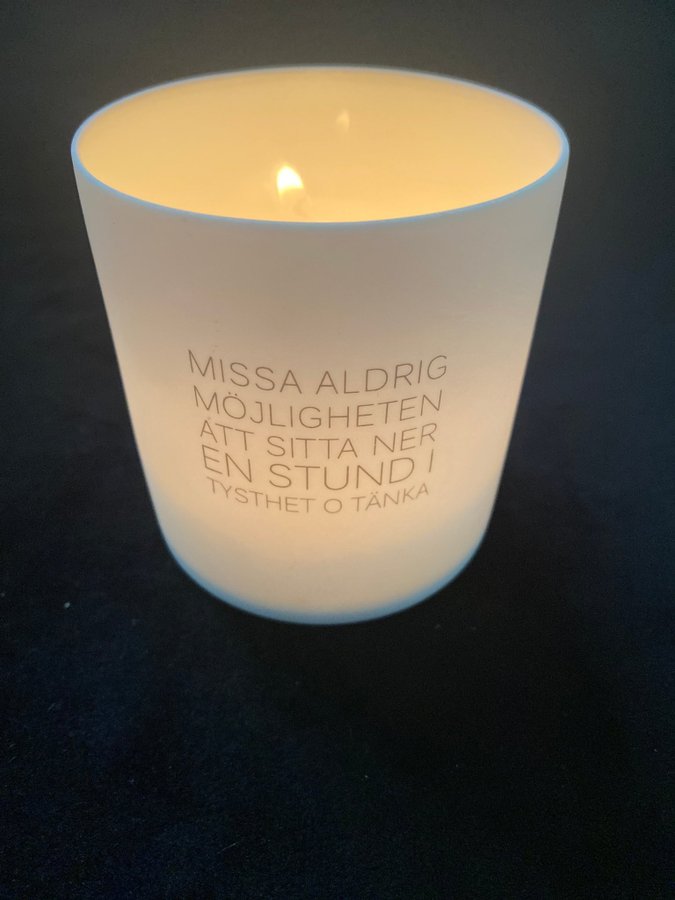 MISSA ALDRIG
MÖJLIGHETEN
ATT SITTA NER
EN STUND I
TYSTHET O TÄNKA